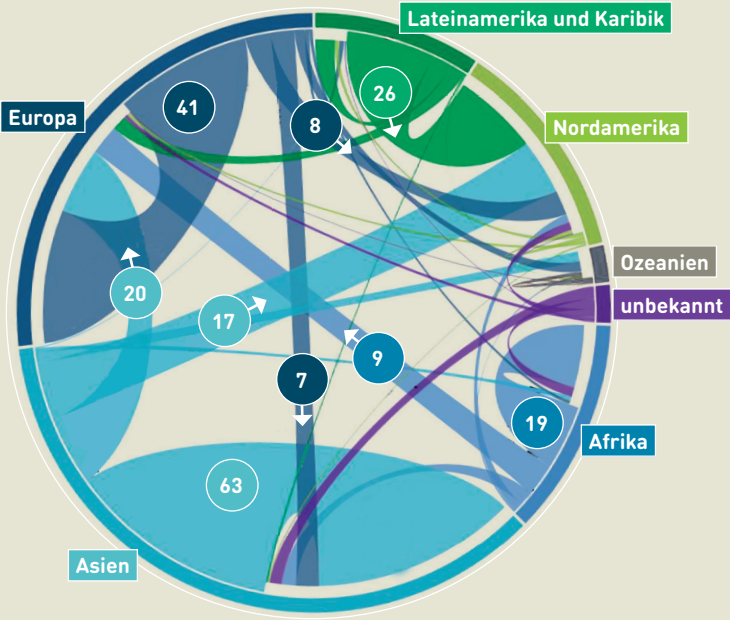 Lateinamerika und Karibik
26
41
Europa
8
Nordamerika
Ozeanien
20
unbekannt
17
9
7
19
Afrika
63
Asien